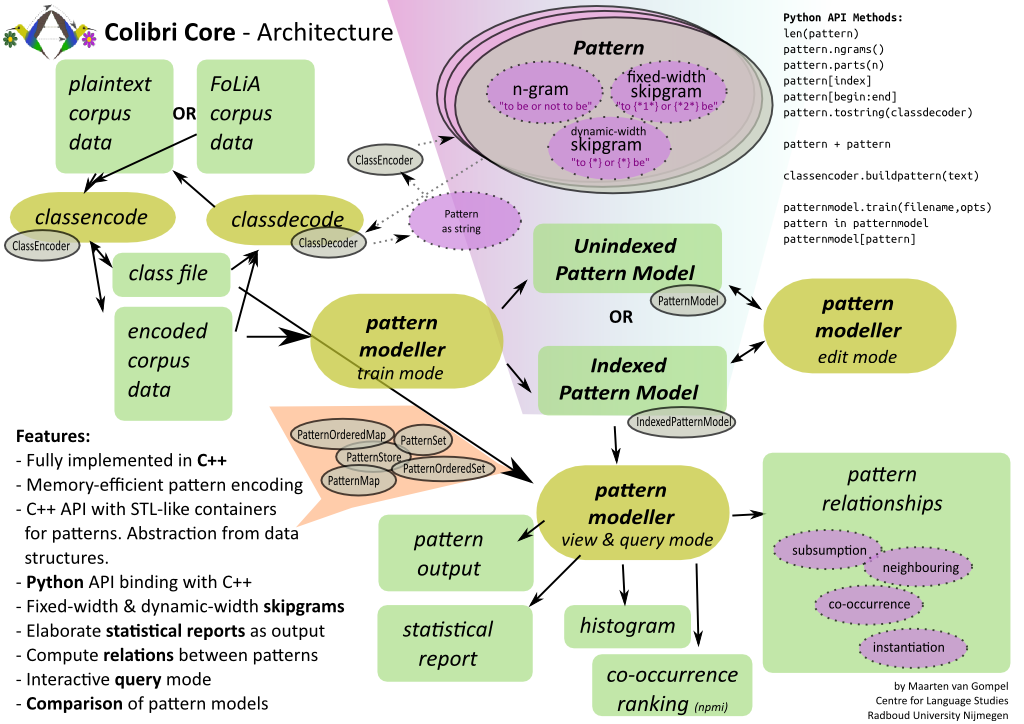 Colibri Core - Architecture
plaintext
corpus
data
OR
FoLiA
corpus
data
classencode
ClassEncoder
classdecode
ClassDecoder
class file
encoded
corpus
data
ClassEncoder
Pattern
as string
Pattern
n-gram
"to be or not to be"
fixed-width
skipgram
"to {*1*} or {*2*} be"
dynamic-width
skipgram
"to {*} or {*} be"
Python API Methods:
len(pattern)
pattern.ngrams()
pattern.parts(n)
pattern[index]
pattern[begin:end]
pattern.tostring(classdecoder)
pattern + pattern
classencoder.buildpattern(text)
patternmodel.train(filename,opts)
pattern in patternmodel
patternmodel[pattern]
Unindexed
Pattern Model
PatternModel
OR
Indexed
Pattern Model
IndexedPatternModel
pattern
modeller
train mode
pattern
modeller
edit mode
PatternOrderedMap
PatternSet
PatternStore
PatternOrderedSet
PatternMap
pattern
modeller
view & query mode
pattern
output
statistical
report
histogram
co-occurrence
ranking (npmi)
pattern
relationships
subsumption
neighbouring
co-occurrence
instantiation
Features:
- Fully implemented in C++
- Memory-efficient pattern encoding
- C++ API with STL-like containers
for patterns. Abstraction from data
structures.
- Python API binding with C++
- Fixed-width & dynamic-width skipgrams
- Elaborate statistical reports as output
- Compute relations between patterns
- Interactive query mode
- Comparison of pattern models
by Maarten van Gompel
Centre for Language Studies
Radboud University Nijmegen